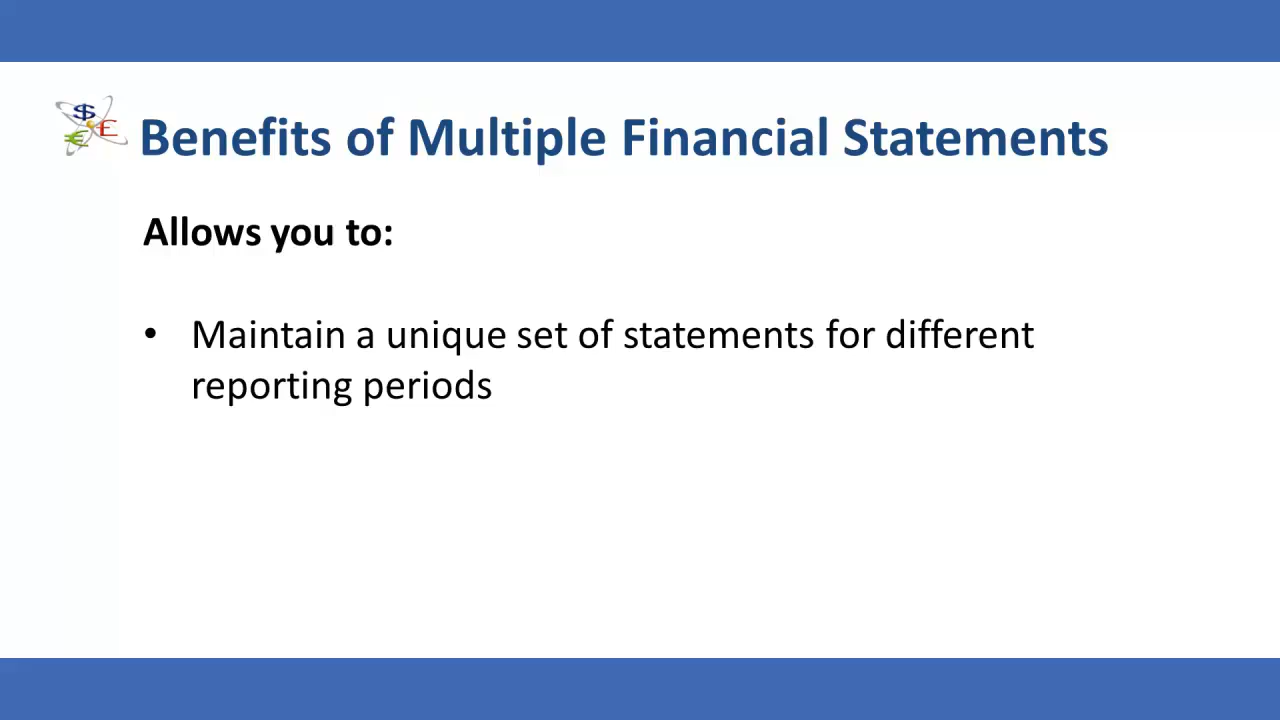 Benefits of Multiple Financial Statements
Allows you to:
• Maintain a unique set of statements for different
reporting periods